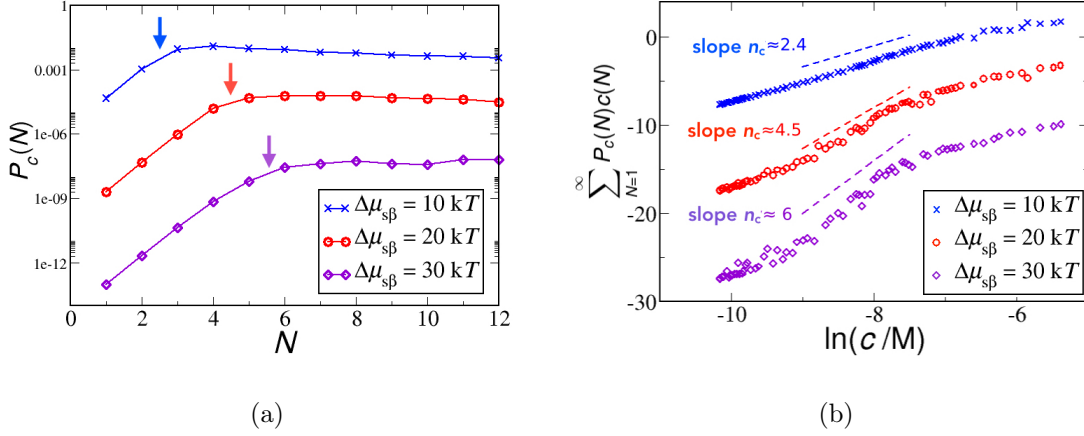 (a)
1
0.001
1e-06
1e-09
1e-12
P_c(N)
Δμ_sβ = 10 kT
Δμ_sβ = 20 kT
Δμ_sβ = 30 kT
0 2 4 6 8 10 12
N
0
-10
-20
-30
∞
∑ P_c(N)c(N)
N=1
slope n_c≈2.4
slope n_c≈4.5
slope n_c≈ 6
(b)
Δμ_sβ = 10 kT
Δμ_sβ = 20 kT
Δμ_sβ = 30 kT
-10 -8 -6
ln(c /M)
(a)
(b)